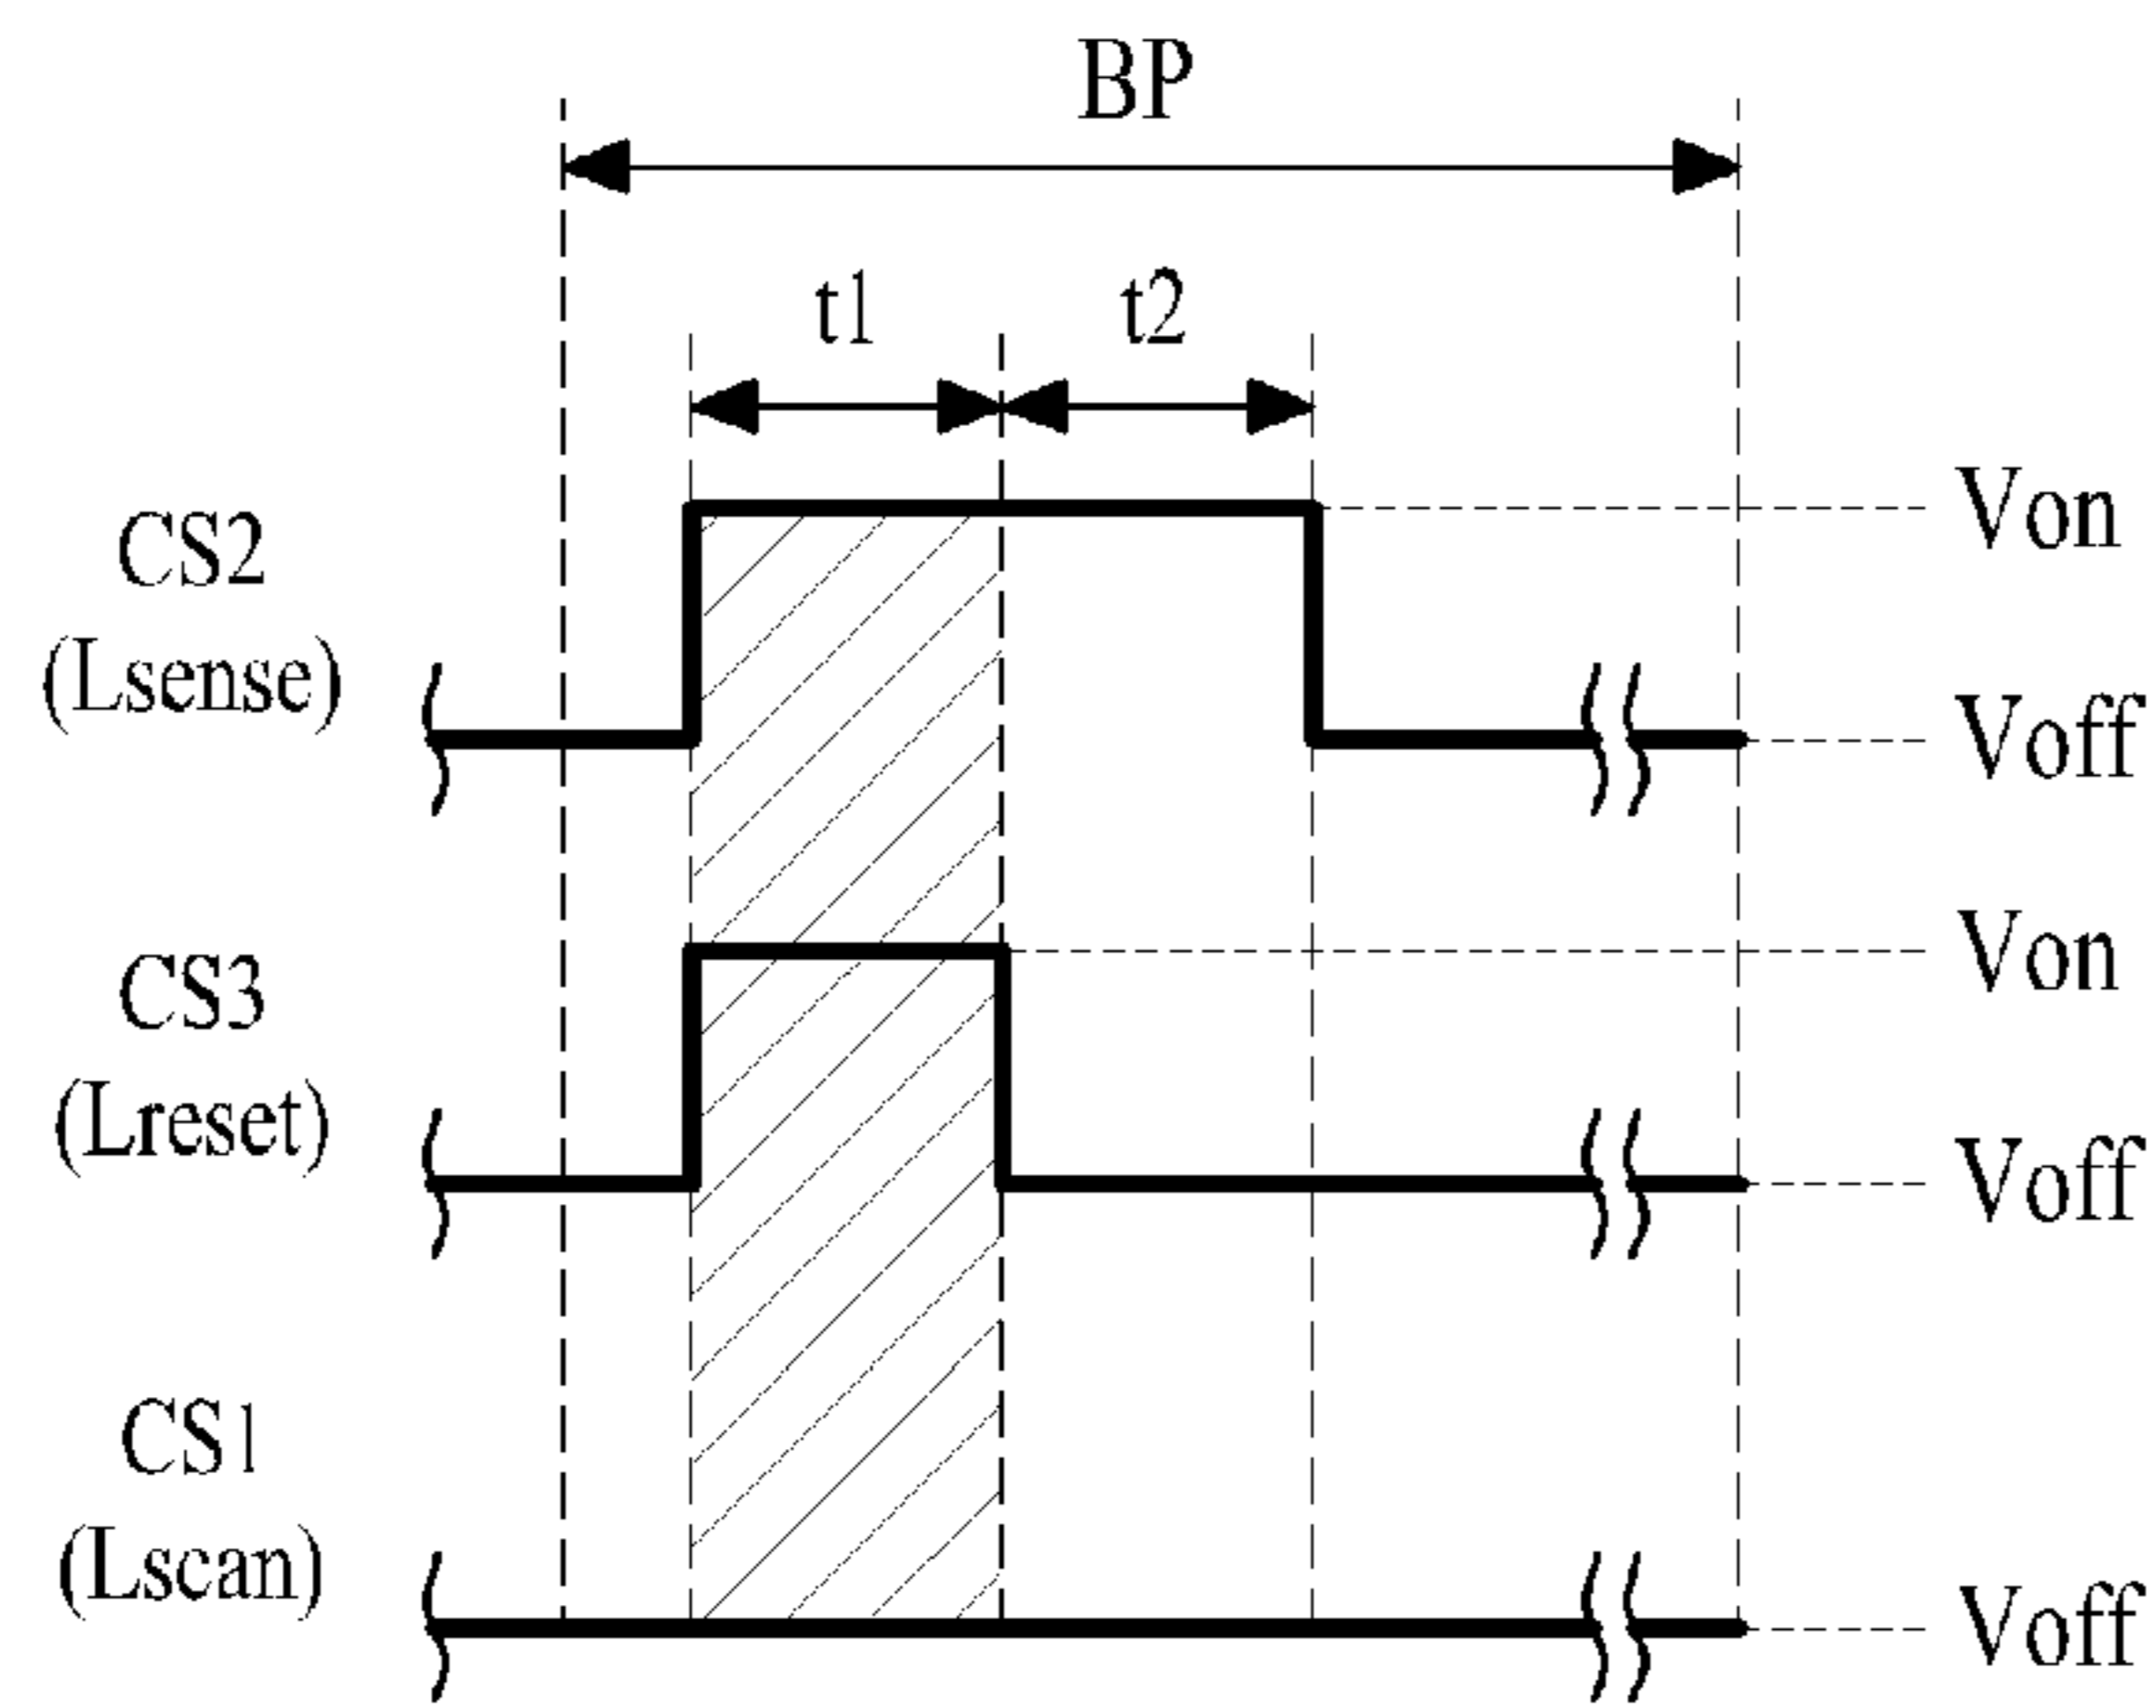 BP
t1 t2
CS2
(Lsense)
Von
Voff
CS3
(Lreset)
Von
Voff
CS1
(Lscan)
Voff